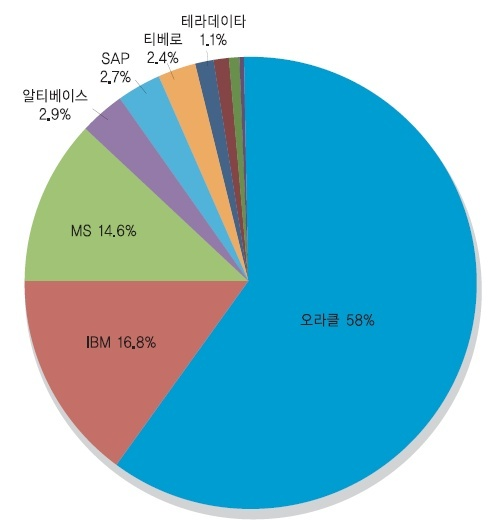 테라데이타
1.1%
티베로
2.4%
SAP
2.7%
알티베이스
2.9%
MS 14.6%
오라클 58%
IBM 16.8%